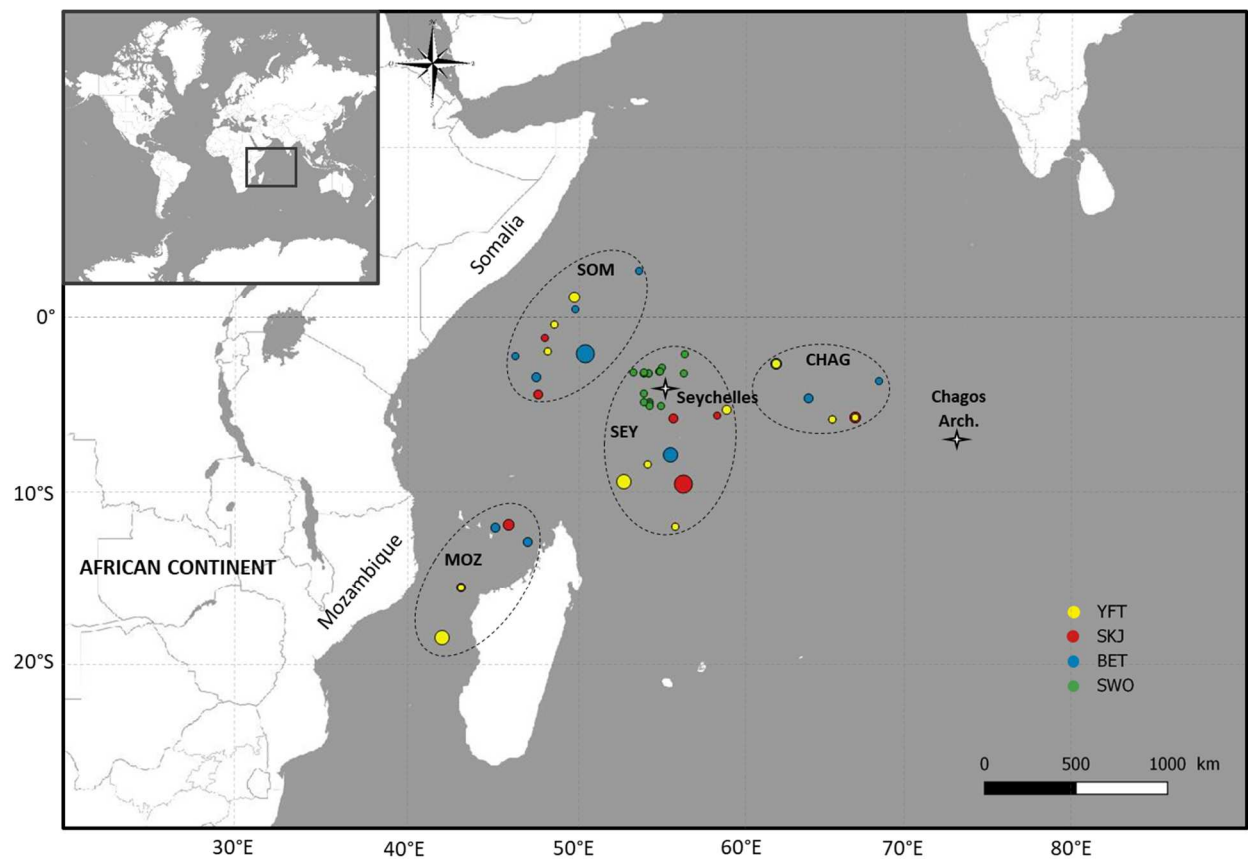 Somalia
SOM
0°
CHAG
Seychelles
Chagos
Arch.
SEY
10°S
MOZ
AFRICAN CONTINENT
Mozambique
YFT
20°S
SKJ
BET
SWO
0 500 1000 km
30°E 40°E 50°E 60°E 70°E 80°E